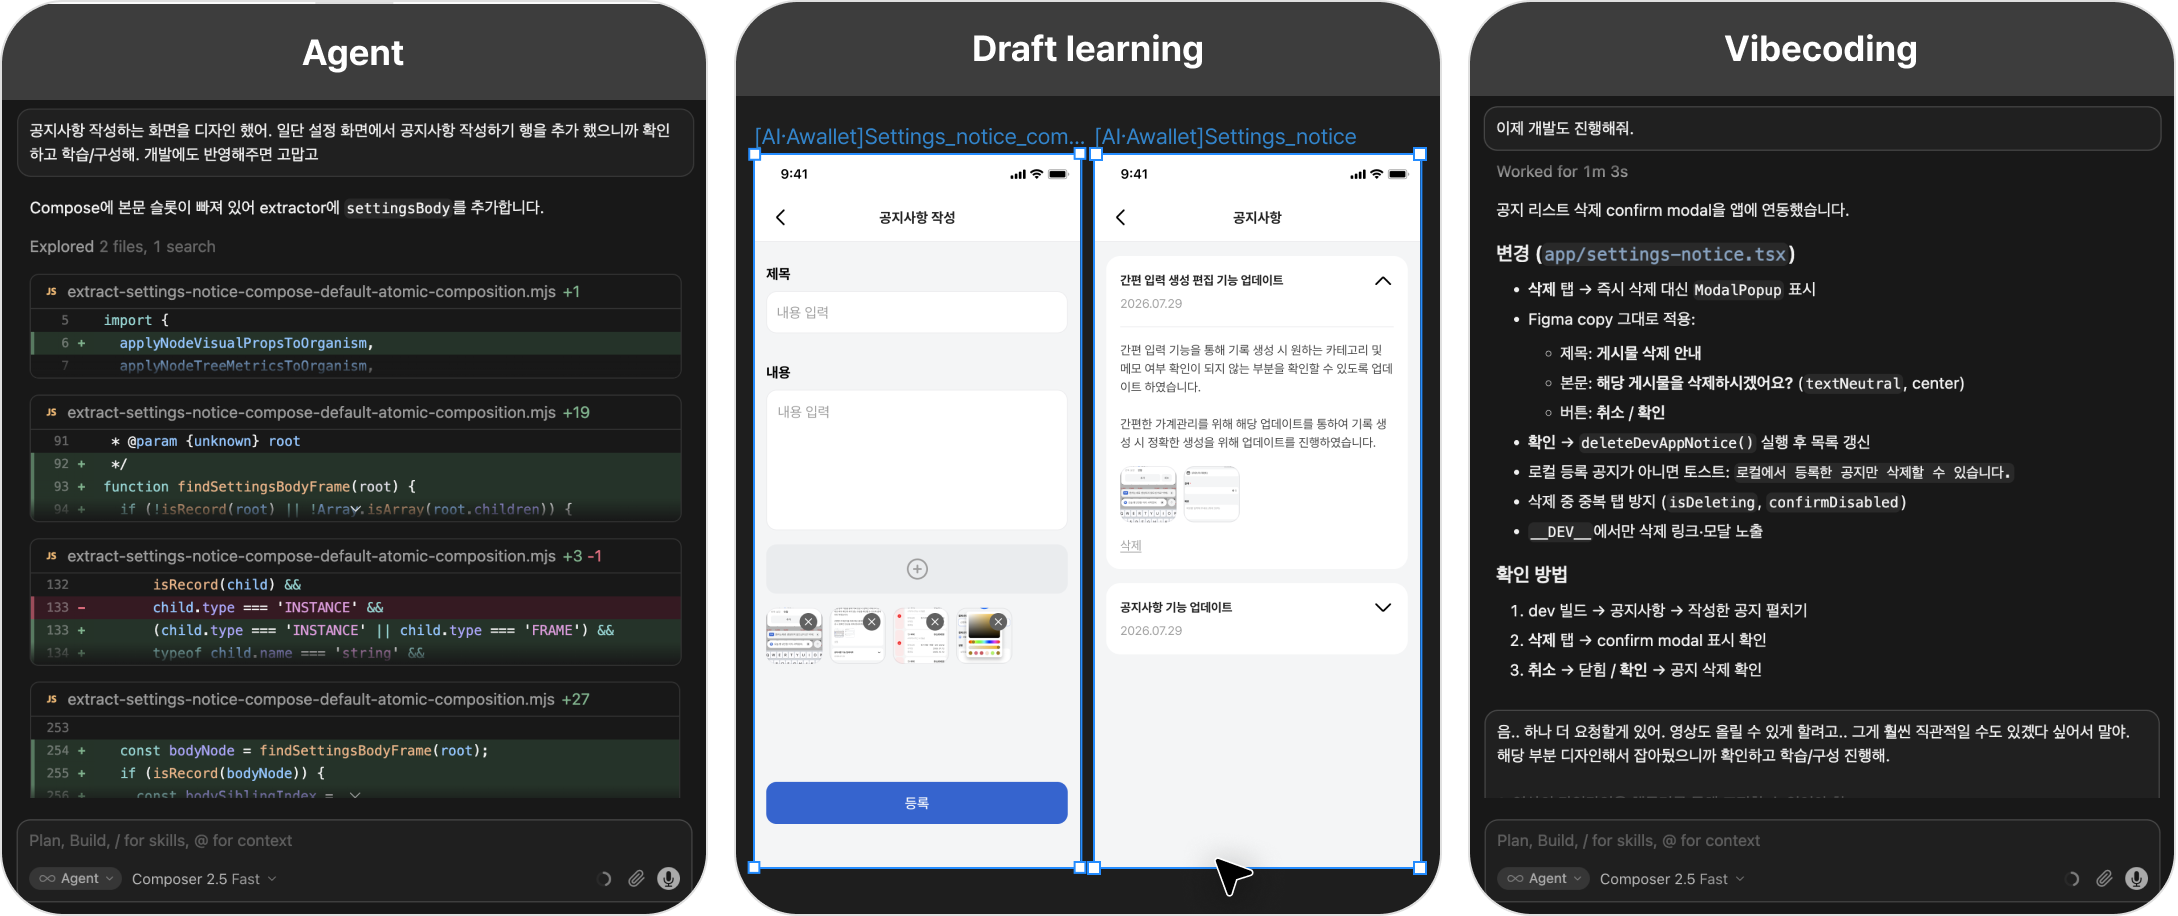 Agent
공지사항 작성하는 화면을 디자인 했어. 일단 설정 화면에서 공지사항 작성하기 행을 추가 했으니까 확인
하고 학습/구성해. 개발에도 반영해주면 고맙고
Compose에 본문 슬롯이 빠져 있어 extractor에 settingsBody를 추가합니다.
Explored 2 files, 1 search
JS extract-settings-notice-compose-default-atomic-composition.mjs +1
5 import {
6 + applyNodeVisualPropsToOrganism,
7 applyNodeTreeMetricsToOrganism,
JS extract-settings-notice-compose-default-atomic-composition.mjs +19
91 * @param {unknown} root
92 + */
93 + function findSettingsBodyFrame(root) {
94 + if (!isRecord(root) || !Array.isArray(root.children)) {
JS extract-settings-notice-compose-default-atomic-composition.mjs +3 -1
132 isRecord(child) &&
133 - child.type === 'INSTANCE' &&
133 + (child.type === 'INSTANCE' || child.type === 'FRAME') &&
134 + typeof child.name === 'string' &&
JS extract-settings-notice-compose-default-atomic-composition.mjs +27
253
254 + const bodyNode = findSettingsBodyFrame(root);
255 + if (isRecord(bodyNode)) {
256 + const bodySiblingIndex =
Plan, Build, / for skills, @ for context
Agent Composer 2.5 Fast
Draft learning
[AI·Awallet]Settings_notice_com...
9:41
공지사항 작성
제목
내용 입력
내용
내용 입력
등록
[AI·Awallet]Settings_notice
9:41
공지사항
간편 입력 생성 편집 기능 업데이트
2026.07.29
간편 입력 기능을 통해 기록 생성 시 원하는 카테고리 및
메모 여부 확인이 되지 않는 부분을 확인할 수 있도록 업데
이트 하였습니다.
간편한 가계관리를 위해 해당 업데이트를 통하여 기록 생
성 시 정확한 생성을 위해 업데이트를 진행하였습니다.
삭제
공지사항 기능 업데이트
2026.07.29
Vibecoding
이제 개발도 진행해줘.
Worked for 1m 3s
공지 리스트 삭제 confirm modal을 앱에 연동했습니다.
변경 (app/settings-notice.tsx)
• 삭제 탭 → 즉시 삭제 대신 ModalPopup 표시
• Figma copy 그대로 적용:
◦ 제목: 게시물 삭제 안내
◦ 본문: 해당 게시물을 삭제하시겠어요? (textNeutral, center)
◦ 버튼: 취소 / 확인
• 확인 → deleteDevAppNotice() 실행 후 목록 갱신
• 로컬 등록 공지가 아니면 토스트: 로컬에서 등록한 공지만 삭제할 수 있습니다.
• 삭제 중 중복 탭 방지 (isDeleting, confirmDisabled)
• __DEV__에서만 삭제 링크·모달 노출
확인 방법
1. dev 빌드 → 공지사항 → 작성한 공지 펼치기
2. 삭제 탭 → confirm modal 표시 확인
3. 취소 → 닫힘 / 확인 → 공지 삭제 확인
음.. 하나 더 요청할게 있어. 영상도 올릴 수 있게 할려고.. 그게 훨씬 직관적일 수도 있겠다 싶어서 말야.
해당 부분 디자인해서 잡아뒀으니까 확인하고 학습/구성 진행해.
Plan, Build, / for skills, @ for context
Agent Composer 2.5 Fast